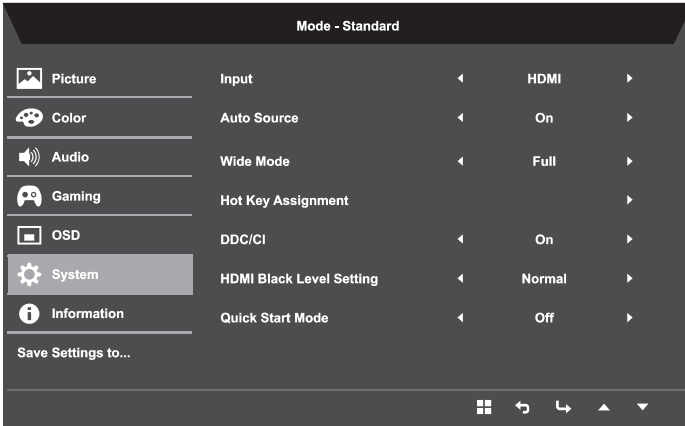 Mode - Standard
Picture
Color
Audio
Gaming
OSD
System
Information
Save Settings to...
Input HDMI
Auto Source On
Wide Mode Full
Hot Key Assignment
DDC/CI On
HDMI Black Level Setting Normal
Quick Start Mode Off